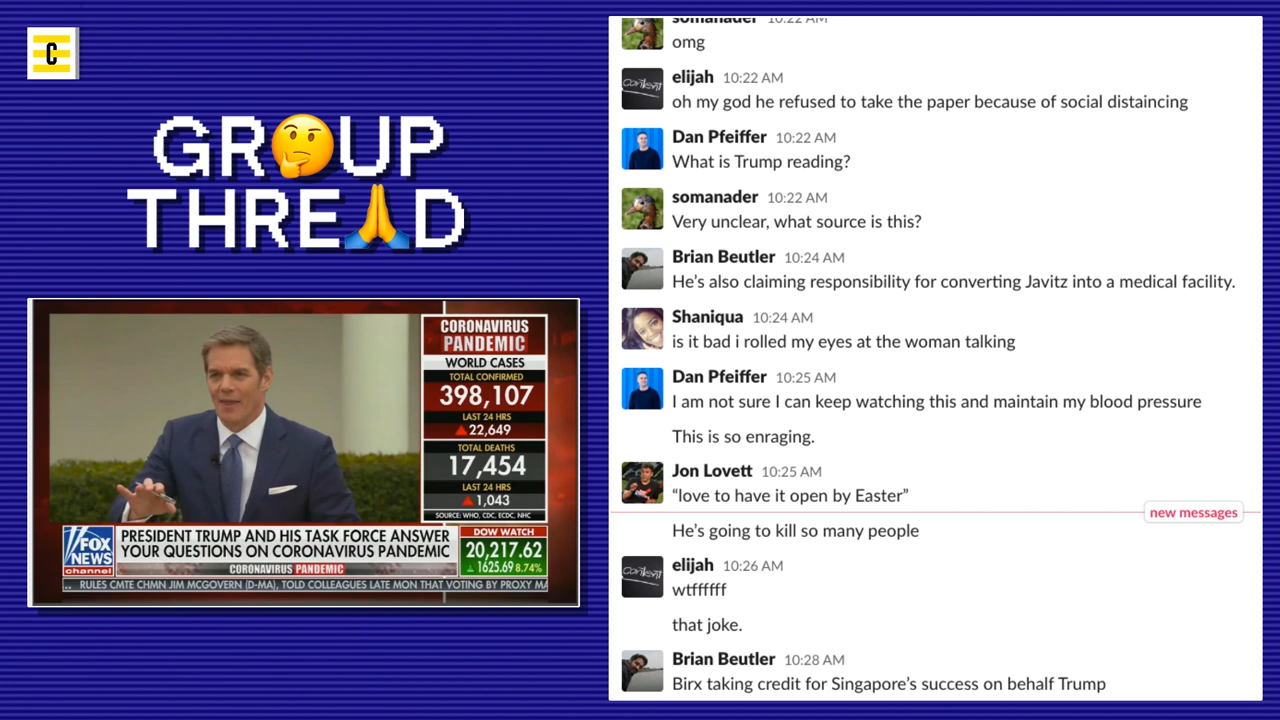 C
GR🤔UP
THRE🙏D
CORONAVIRUS
PANDEMIC
WORLD CASES
TOTAL CONFIRMED
398,107
LAST 24 HRS
▲22,649
TOTAL DEATHS
17,454
LAST 24 HRS
▲1,043
SOURCE: WHO, CDC, ECDC, NHC
FOX
NEWS
channel
PRESIDENT TRUMP AND HIS TASK FORCE ANSWER
YOUR QUESTIONS ON CORONAVIRUS PANDEMIC
CORONAVIRUS PANDEMIC
DOW WATCH
20,217.62
▲ 1625.69 8.74%
.. RULES CMTE CHMN JIM MCGOVERN (D-MA), TOLD COLLEAGUES LATE MON THAT VOTING BY PROXY MA
somanader 10:22 AM
omg
elijah 10:22 AM
oh my god he refused to take the paper because of social distaincing
Dan Pfeiffer 10:22 AM
What is Trump reading?
somanader 10:22 AM
Very unclear, what source is this?
Brian Beutler 10:24 AM
He's also claiming responsibility for converting Javitz into a medical facility.
Shaniqua 10:24 AM
is it bad i rolled my eyes at the woman talking
Dan Pfeiffer 10:25 AM
I am not sure I can keep watching this and maintain my blood pressure
This is so enraging.
Jon Lovett 10:25 AM
“love to have it open by Easter”
new messages
He's going to kill so many people
elijah 10:26 AM
wtffffff
that joke.
Brian Beutler 10:28 AM
Birx taking credit for Singapore's success on behalf Trump